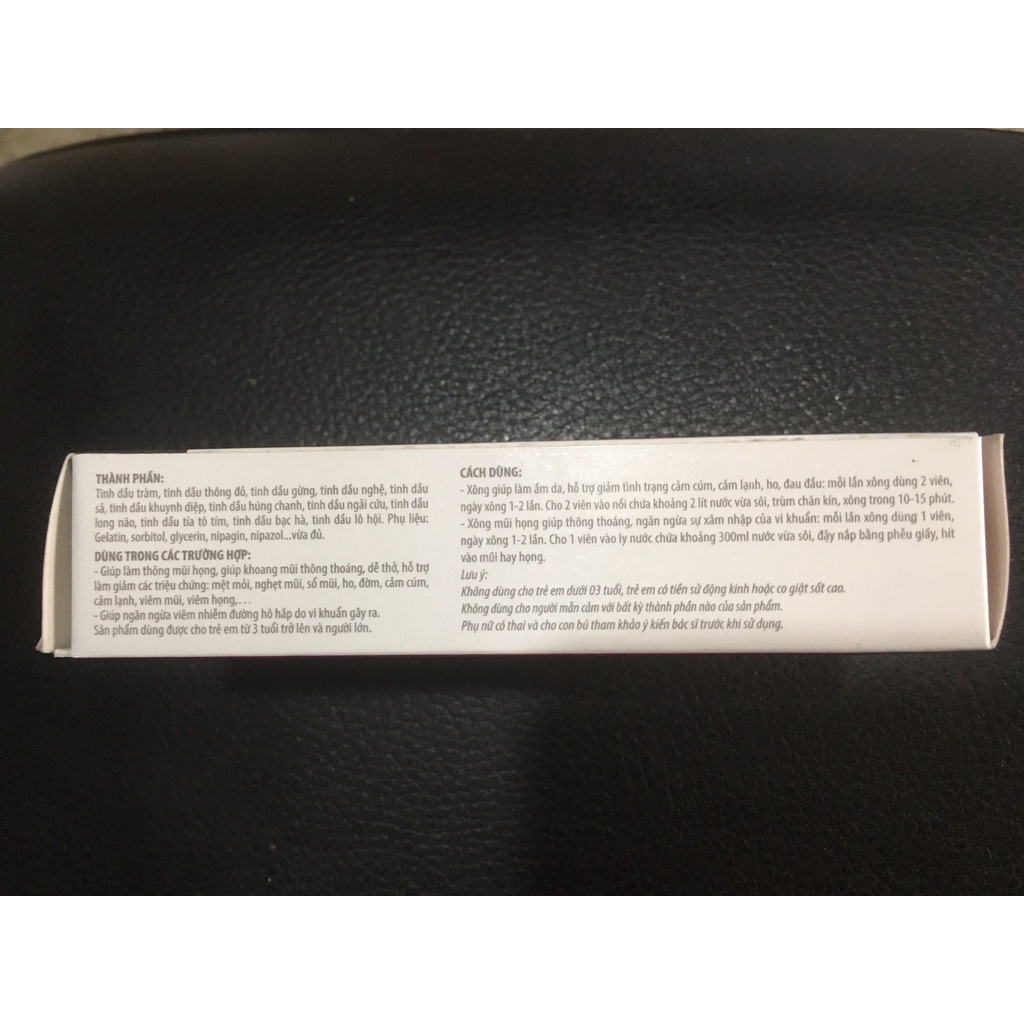 THÀNH PHẦN:
Tinh dầu tràm, tinh dầu thông đỏ, tinh dầu gừng, tinh dầu nghệ, tinh dầu
sả, tinh dầu khuynh diệp, tinh dầu húng chanh, tinh dầu ngải cứu, tinh dầu
long não, tinh dầu tía tô tím, tinh dầu bạc hà, tinh dầu lô hội. Phụ liệu:
Gelatin, sorbitol, glycerin, nipagin, nipazol...vừa đủ.
DÙNG TRONG CÁC TRƯỜNG HỢP:
- Giúp làm thông mũi họng, giúp khoang mũi thông thoáng, dễ thở, hỗ trợ
làm giảm các triệu chứng: mệt mỏi, nghẹt mũi, sổ mũi, ho, đờm, cảm cúm,
cảm lạnh, viêm mũi, viêm họng,...
- Giúp ngăn ngừa viêm nhiễm đường hô hấp do vi khuẩn gây ra.
Sản phẩm dùng được cho trẻ em từ 3 tuổi trở lên và người lớn.
CÁCH DÙNG:
- Xông giúp làm ấm da, hỗ trợ giảm tình trạng cảm cúm, cảm lạnh, ho, đau đầu: mỗi lần xông dùng 2 viên,
ngày xông 1-2 lần. Cho 2 viên vào nồi chứa khoảng 2 lít nước vừa sôi, trùm chăn kín, xông trong 10-15 phút.
- Xông mũi họng giúp thông thoáng, ngăn ngừa sự xâm nhập của vi khuẩn: mỗi lần xông dùng 1 viên,
ngày xông 1-2 lần. Cho 1 viên vào ly nước chứa khoảng 300ml nước vừa sôi, đậy nắp bằng phễu giấy, hít
vào mũi hay họng.
Lưu ý:
Không dùng cho trẻ em dưới 03 tuổi, trẻ em có tiền sử động kinh hoặc co giật sốt cao.
Không dùng cho người mẫn cảm với bất kỳ thành phần nào của sản phẩm.
Phụ nữ có thai và cho con bú tham khảo ý kiến bác sĩ trước khi sử dụng.